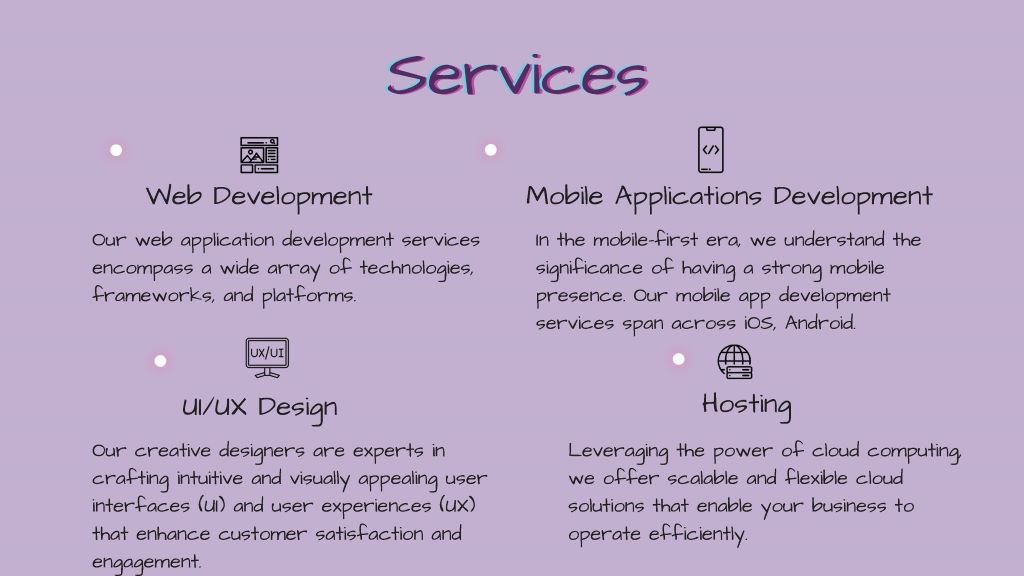 Services
Web Development
Our web application development services
encompass a wide array of technologies,
frameworks, and platforms.
Mobile Applications Development
In the mobile-first era, we understand the
significance of having a strong mobile
presence. Our mobile app development
services span across iOS, Android.
UX/UI
UI/UX Design
Our creative designers are experts in
crafting intuitive and visually appealing user
interfaces (UI) and user experiences (UX)
that enhance customer satisfaction and
engagement.
Hosting
Leveraging the power of cloud computing,
we offer scalable and flexible cloud
solutions that enable your business to
operate efficiently.